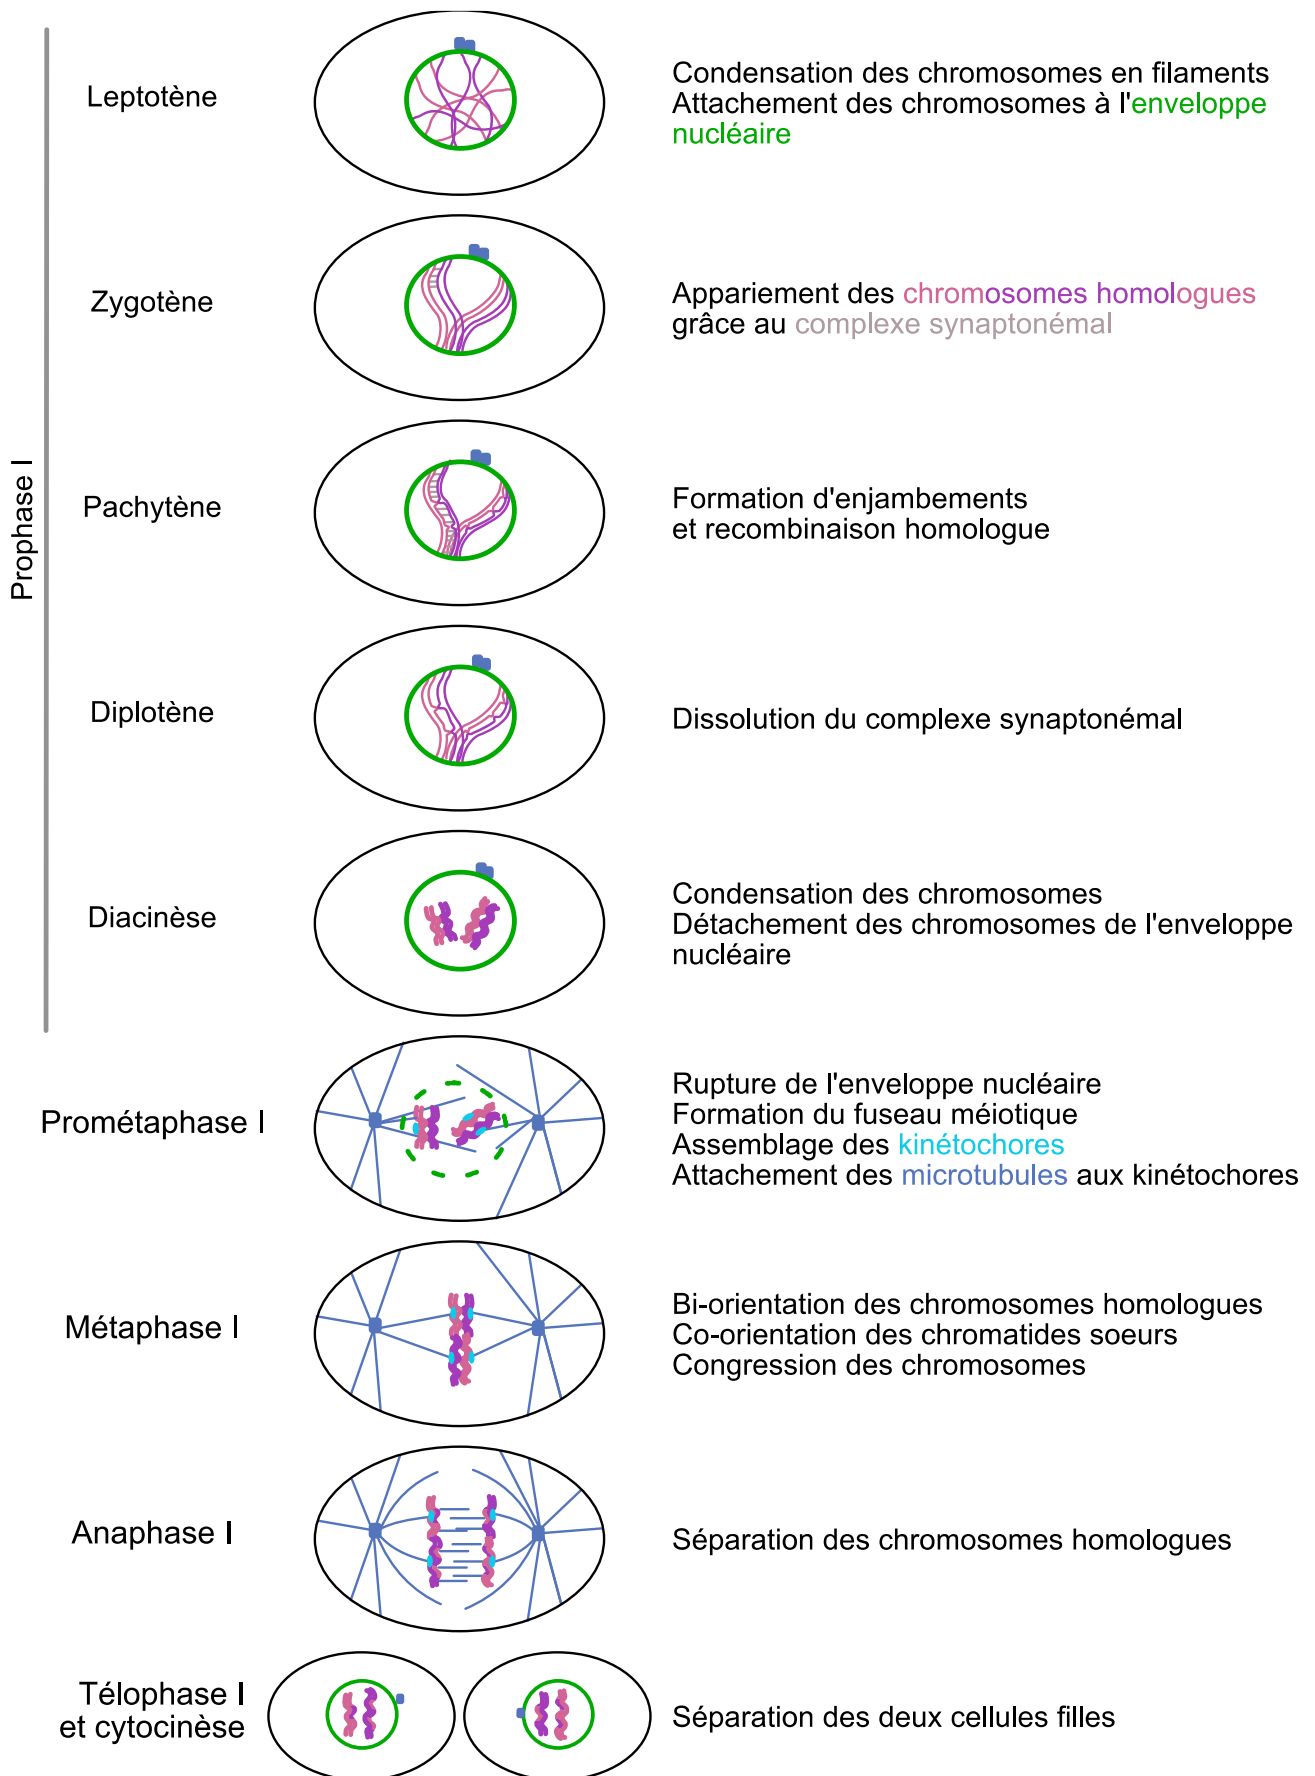 Prophase I
Leptotène
Condensation des chromosomes en filaments
Attachement des chromosomes à l'enveloppe
nucléaire
Zygotène
Appariement des chromosomes homologues
grâce au complexe synaptonémal
Pachytène
Formation d'enjambements
et recombinaison homologue
Diplotène
Dissolution du complexe synaptonémal
Diacinèse
Condensation des chromosomes
Détachement des chromosomes de l'enveloppe
nucléaire
Prométaphase I
Rupture de l'enveloppe nucléaire
Formation du fuseau méiotique
Assemblage des kinétochores
Attachement des microtubules aux kinétochores
Métaphase I
Bi-orientation des chromosomes homologues
Co-orientation des chromatides soeurs
Congression des chromosomes
Anaphase I
Séparation des chromosomes homologues
Télophase I
et cytocinèse
Séparation des deux cellules filles